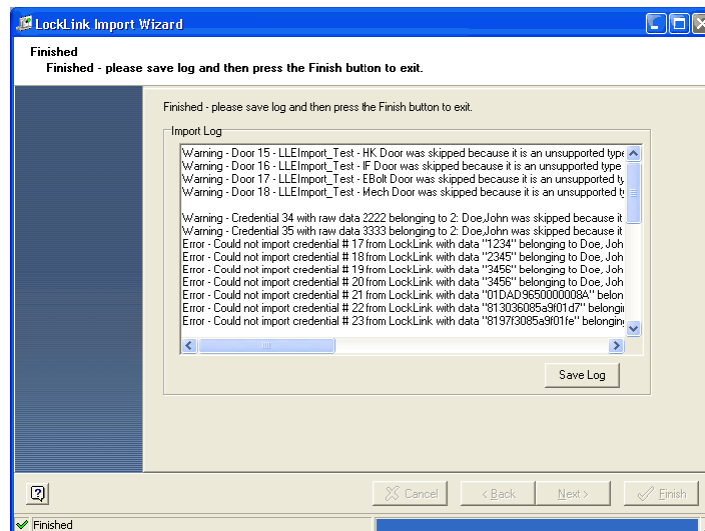 LockLink Import Wizard
Finished
Finished - please save log and then press the Finish button to exit.
Finished - please save log and then press the Finish button to exit.
Import Log
Warning - Door 15 - LLEImport_Test - HK Door was skipped because it is an unsupported type
Warning - Door 16 - LLEImport_Test - IF Door was skipped because it is an unsupported type
Warning - Door 17 - LLEImport_Test - EBolt Door was skipped because it is an unsupported ty
Warning - Door 18 - LLEImport_Test - Mech Door was skipped because it is an unsupported ty
Warning - Credential 34 with raw data 2222 belonging to 2: Doe,John was skipped because it
Warning - Credential 35 with raw data 3333 belonging to 2: Doe,John was skipped because it
Error - Could not import credential # 17 from LockLink with data "1234" belonging to Doe, Joh
Error - Could not import credential # 18 from LockLink with data "2345" belonging to Doe, Joh
Error - Could not import credential # 19 from LockLink with data "3456" belonging to Doe, Joh
Error - Could not import credential # 20 from LockLink with data "3456" belonging to Doe, Joh
Error - Could not import credential # 21 from LockLink with data "01DAD9650000008A" belon
Error - Could not import credential # 22 from LockLink with data "813036085a9f01d7" belongi
Error - Could not import credential # 23 from LockLink with data "8197f3085a9f01fe" belonging
Save Log
Cancel
< Back
Next >
Finish
Finished